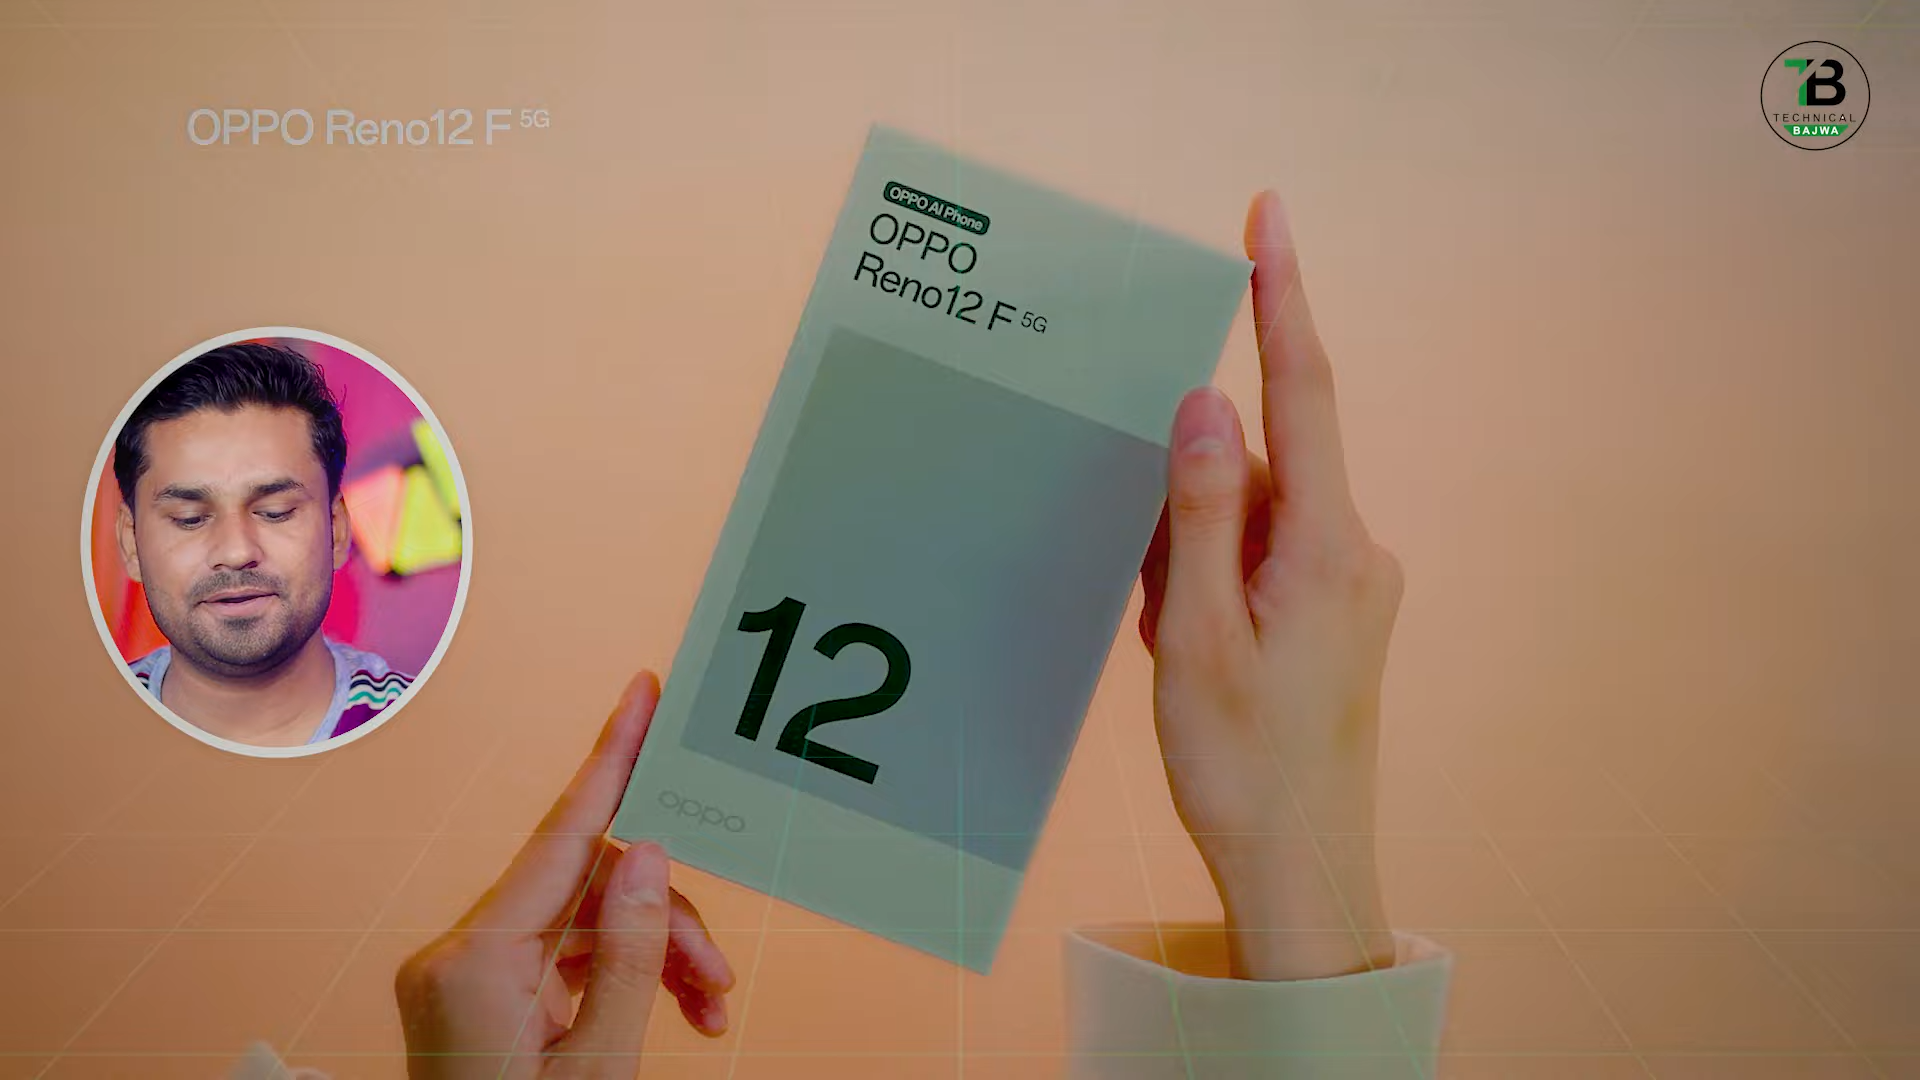 OPPO Reno12 F 5G
TB
TECHNICAL
BAJWA
OPPO AI Phone
OPPO
Reno12 F 5G
12
oppo